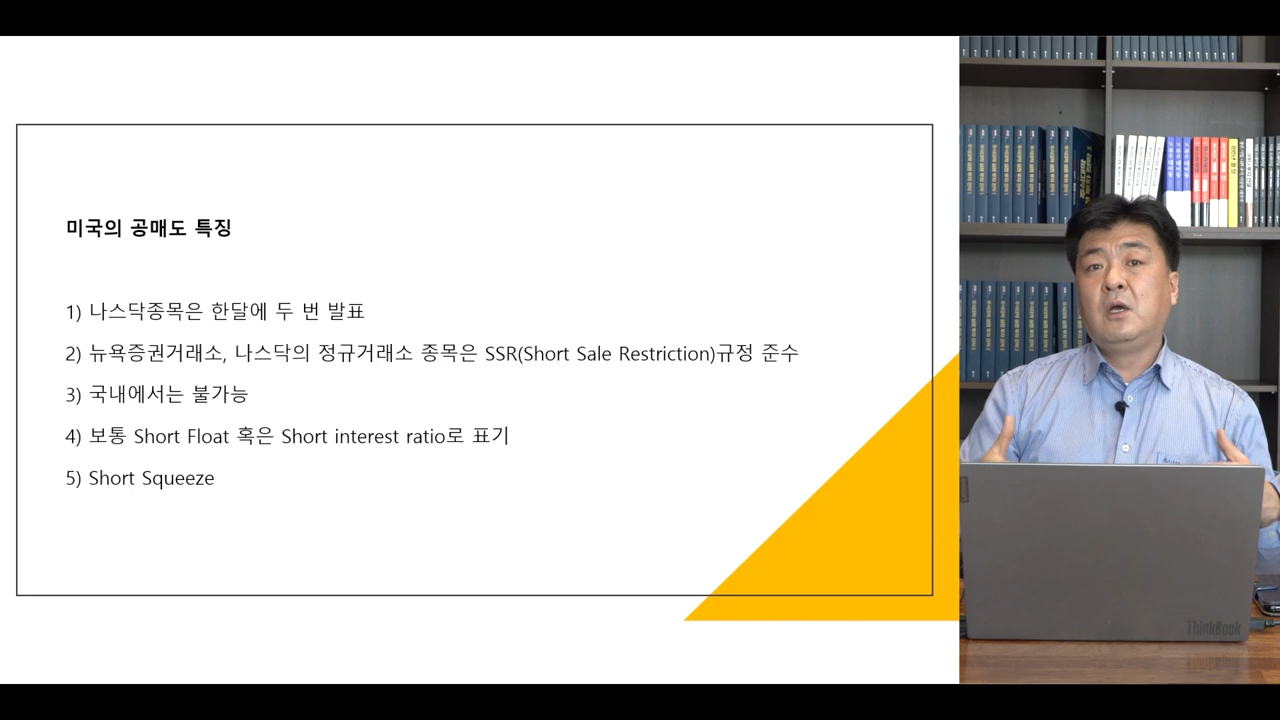 미국의 공매도 특징
1) 나스닥종목은 한달에 두 번 발표
2) 뉴욕증권거래소, 나스닥의 정규거래소 종목은 SSR(Short Sale Restriction)규정 준수
3) 국내에서는 불가능
4) 보통 Short Float 혹은 Short interest ratio로 표기
5) Short Squeeze
ThinkBook